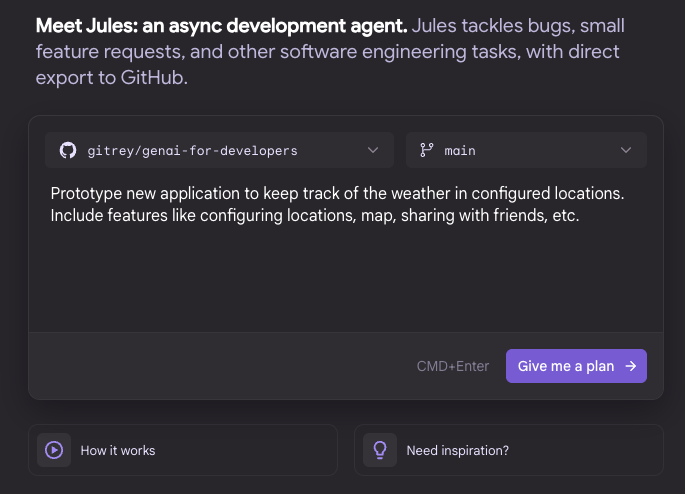 Meet Jules: an async development agent. Jules tackles bugs, small
feature requests, and other software engineering tasks, with direct
export to GitHub.
gitrey/genai-for-developers
main
Prototype new application to keep track of the weather in configured locations.
Include features like configuring locations, map, sharing with friends, etc.
CMD+Enter
Give me a plan →
How it works
Need inspiration?